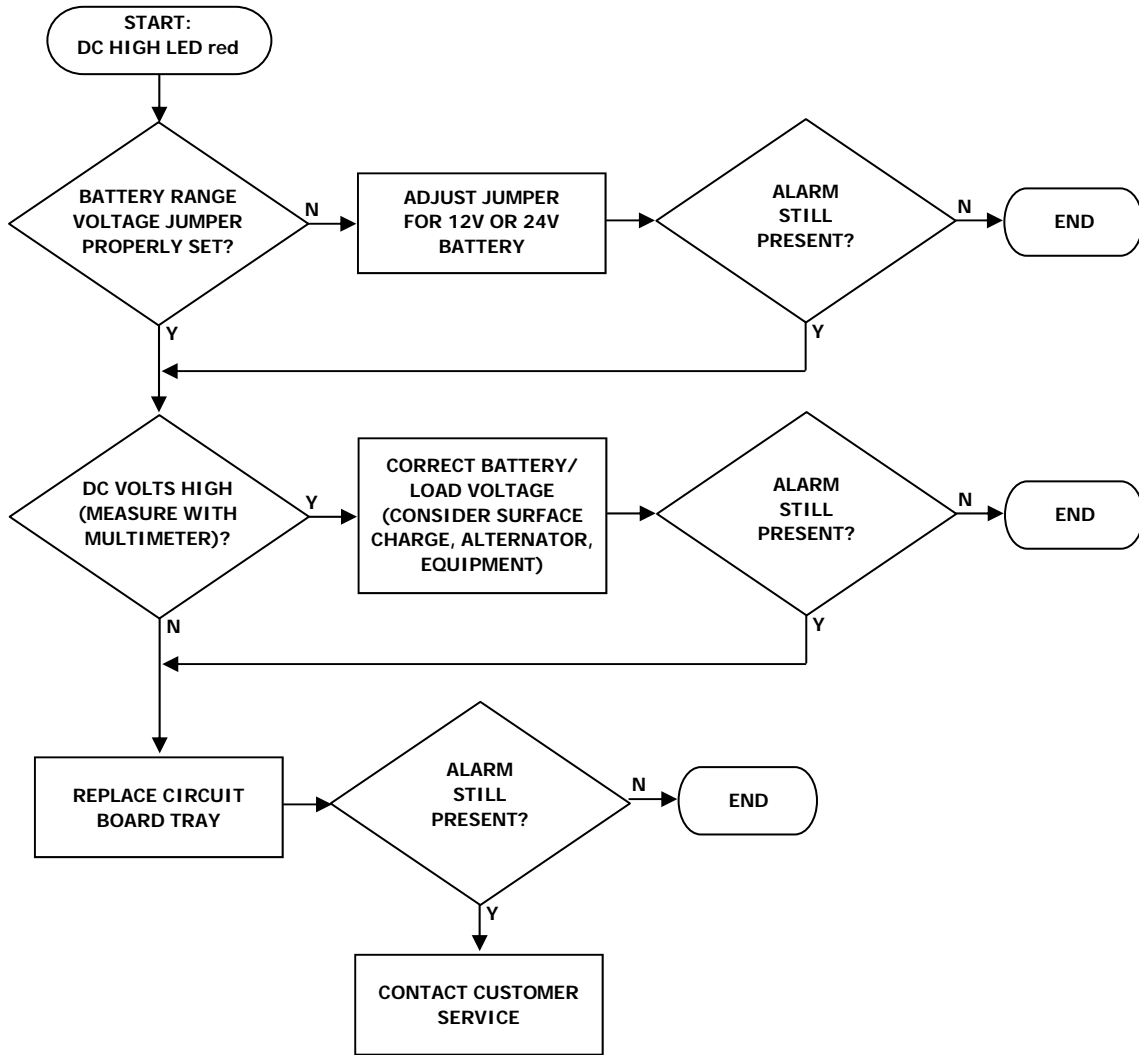 START:
DC HIGH LED red
BATTERY RANGE
VOLTAGE JUMPER
PROPERLY SET?
N
ADJUST JUMPER
FOR 12V OR 24V
BATTERY
ALARM
STILL
PRESENT?
N
END
Y
Y
DC VOLTS HIGH
(MEASURE WITH
MULTIMETER)?
Y
CORRECT BATTERY/
LOAD VOLTAGE
(CONSIDER SURFACE
CHARGE, ALTERNATOR,
EQUIPMENT)
ALARM
STILL
PRESENT?
N
END
N
Y
REPLACE CIRCUIT
BOARD TRAY
ALARM
STILL
PRESENT?
N
END
Y
CONTACT CUSTOMER
SERVICE